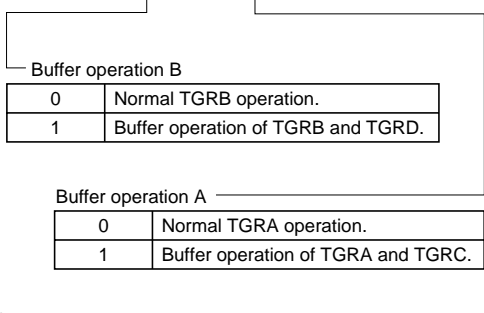 Buffer operation B
0 Normal TGRB operation.
1 Buffer operation of TGRB and TGRD.
Buffer operation A
0 Normal TGRA operation.
1 Buffer operation of TGRA and TGRC.